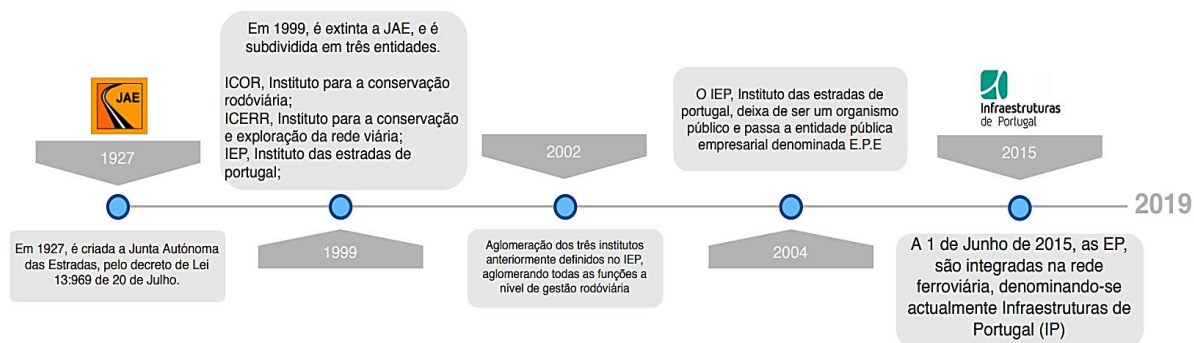 JAE
1927
Em 1927, é criada a Junta Autónoma
das Estradas, pelo decreto de Lei
13:969 de 20 de Julho.
Em 1999, é extinta a JAE, e é
subdividida em três entidades.
ICOR, Instituto para a conservação
rodóviária;
ICERR, Instituto para a conservação
e exploração da rede viária;
IEP, Instituto das estradas de
portugal;
1999
2002
Aglomeração dos três institutos
anteriormente definidos no IEP,
aglomerando todas as funções a
nível de gestão rodóviária
O IEP, Instituto das estradas de
portugal, deixa de ser um organismo
público e passa a entidade pública
empresarial denominada E.P.E
2004
Infraestruturas
de Portugal
2015
A 1 de Junho de 2015, as EP,
são integradas na rede
ferroviária, denominando-se
actualmente Infraestruturas de
Portugal (IP)
2019